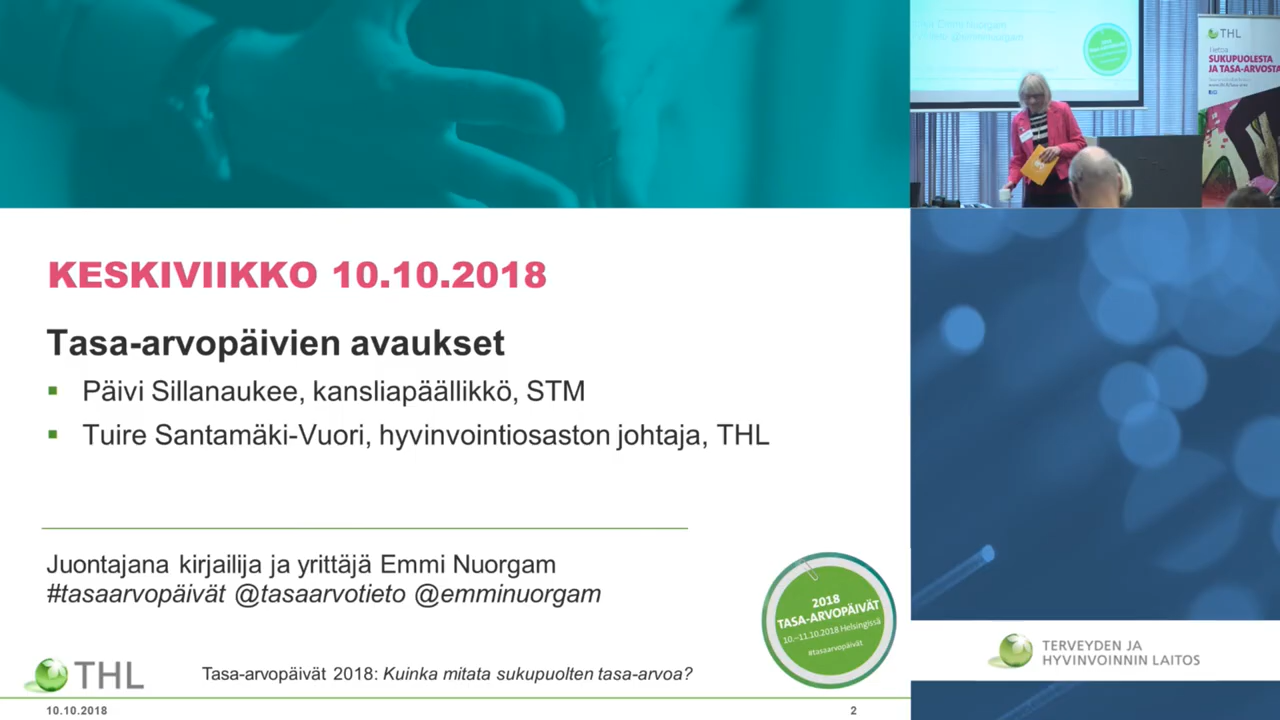 KESKIVIIKKO 10.10.2018
Tasa-arvopäivien avaukset
Päivi Sillanaukee, kansliapäällikkö, STM
Tuire Santamäki-Vuori, hyvinvointiosaston johtaja, THL
Juontajana kirjailija ja yrittäjä Emmi Nuorgam
#tasaarvopäivät @tasaarvotieto @emminuorgam
2018
TASA-ARVOPÄIVÄT
10.–11.10.2018 Helsingissä
#tasaarvopäivät
THL
Tasa-arvopäivät 2018: Kuinka mitata sukupuolten tasa-arvoa?
10.10.2018
2
THL
Tietoa
SUKUPUOLESTA
JA TASA-ARVOSTA
TERVEYDEN JA
HYVINVOINNIN LAITOS